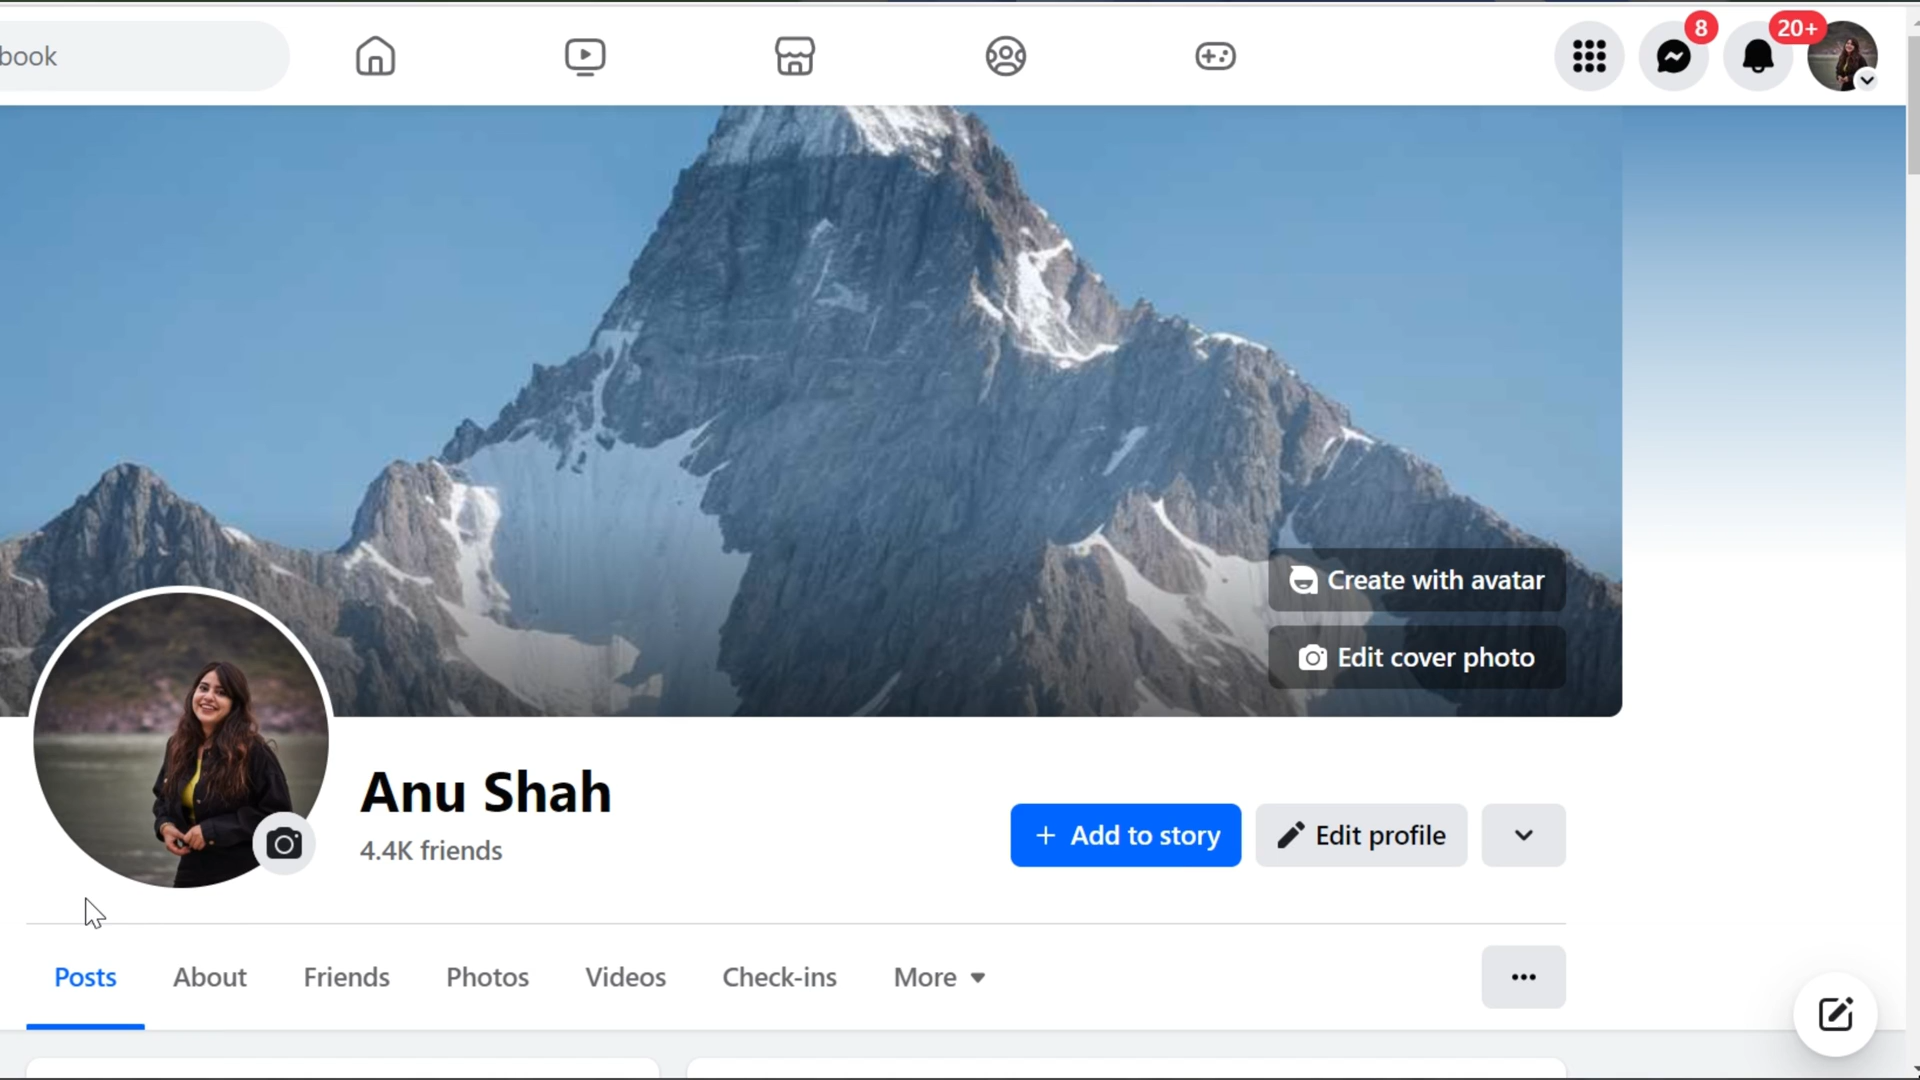 book
8
20+
Create with avatar
Edit cover photo
Anu Shah
4.4K friends
+ Add to story
Edit profile
Posts
About
Friends
Photos
Videos
Check-ins
More